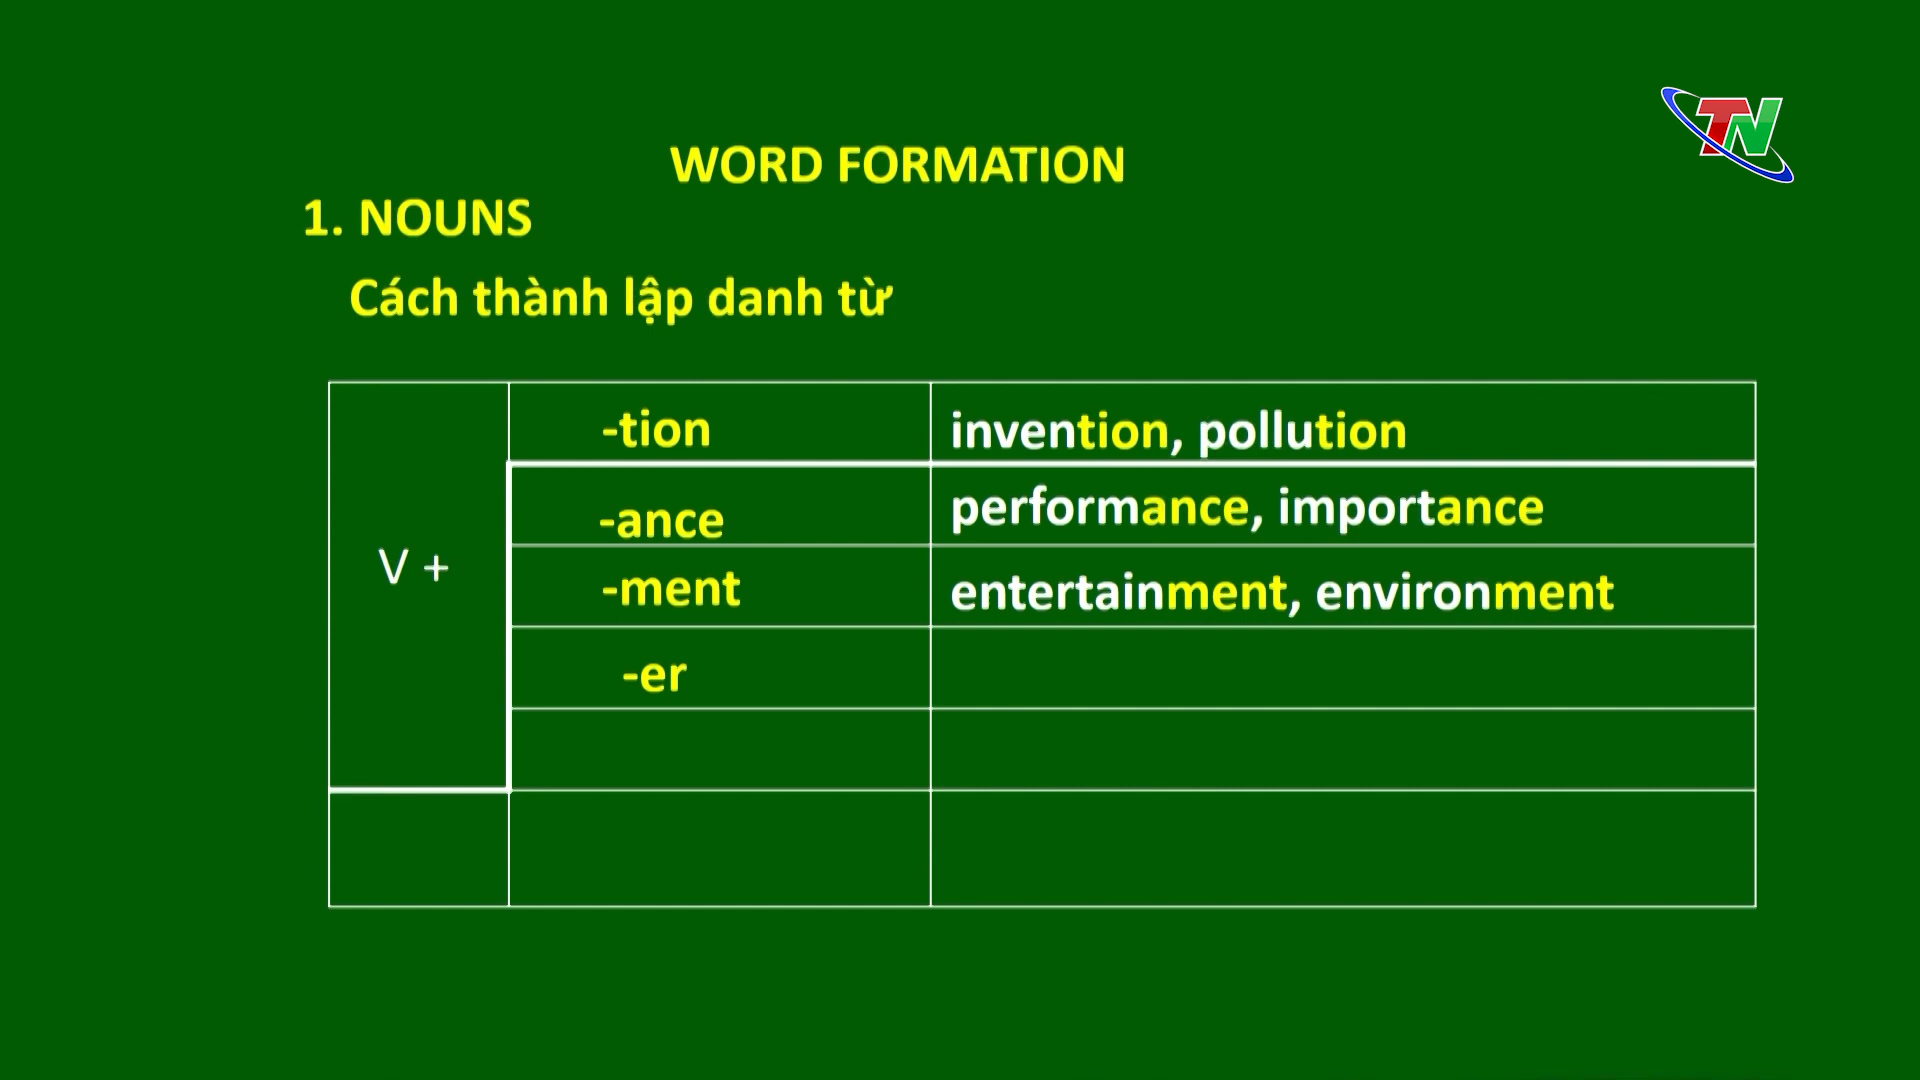 TN
WORD FORMATION
1. NOUNS
Cách thành lập danh từ
-tion invention, pollution
-ance performance, importance
V +
-ment entertainment, environment
-er